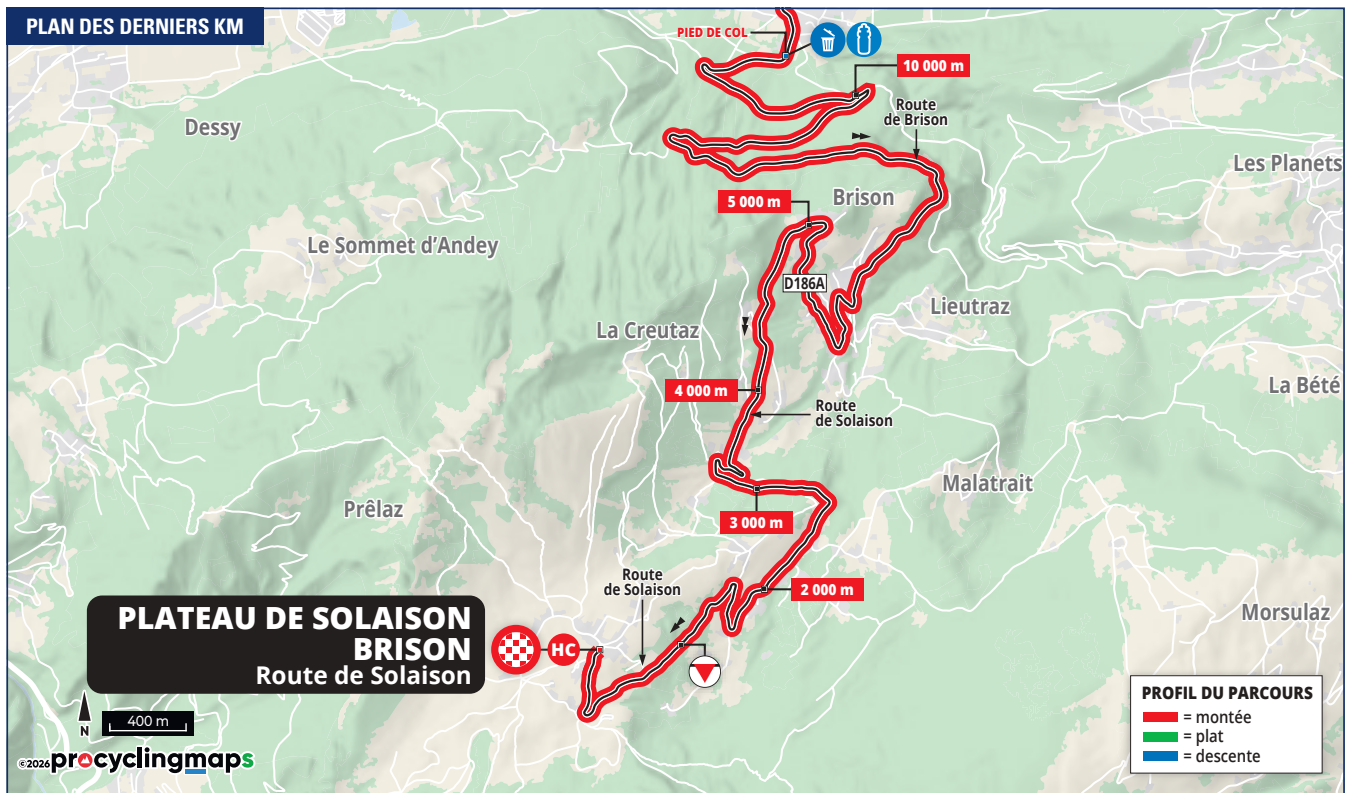 PLAN DES DERNIERS KM
PIED DE COL
10 000 m
Route
de Brison
Dessy
Les Planets
5 000 m
Brison
Le Sommet d'Andey
D186A
Lieutraz
La Creutaz
4 000 m
La Bété
Route
de Solaison
Malatrait
Prêlaz
3 000 m
Route
de Solaison
2 000 m
PLATEAU DE SOLAISON
BRISON
Route de Solaison
HC
Morsulaz
N
400 m
©2026 procyclingmaps
PROFIL DU PARCOURS
= montée
= plat
= descente